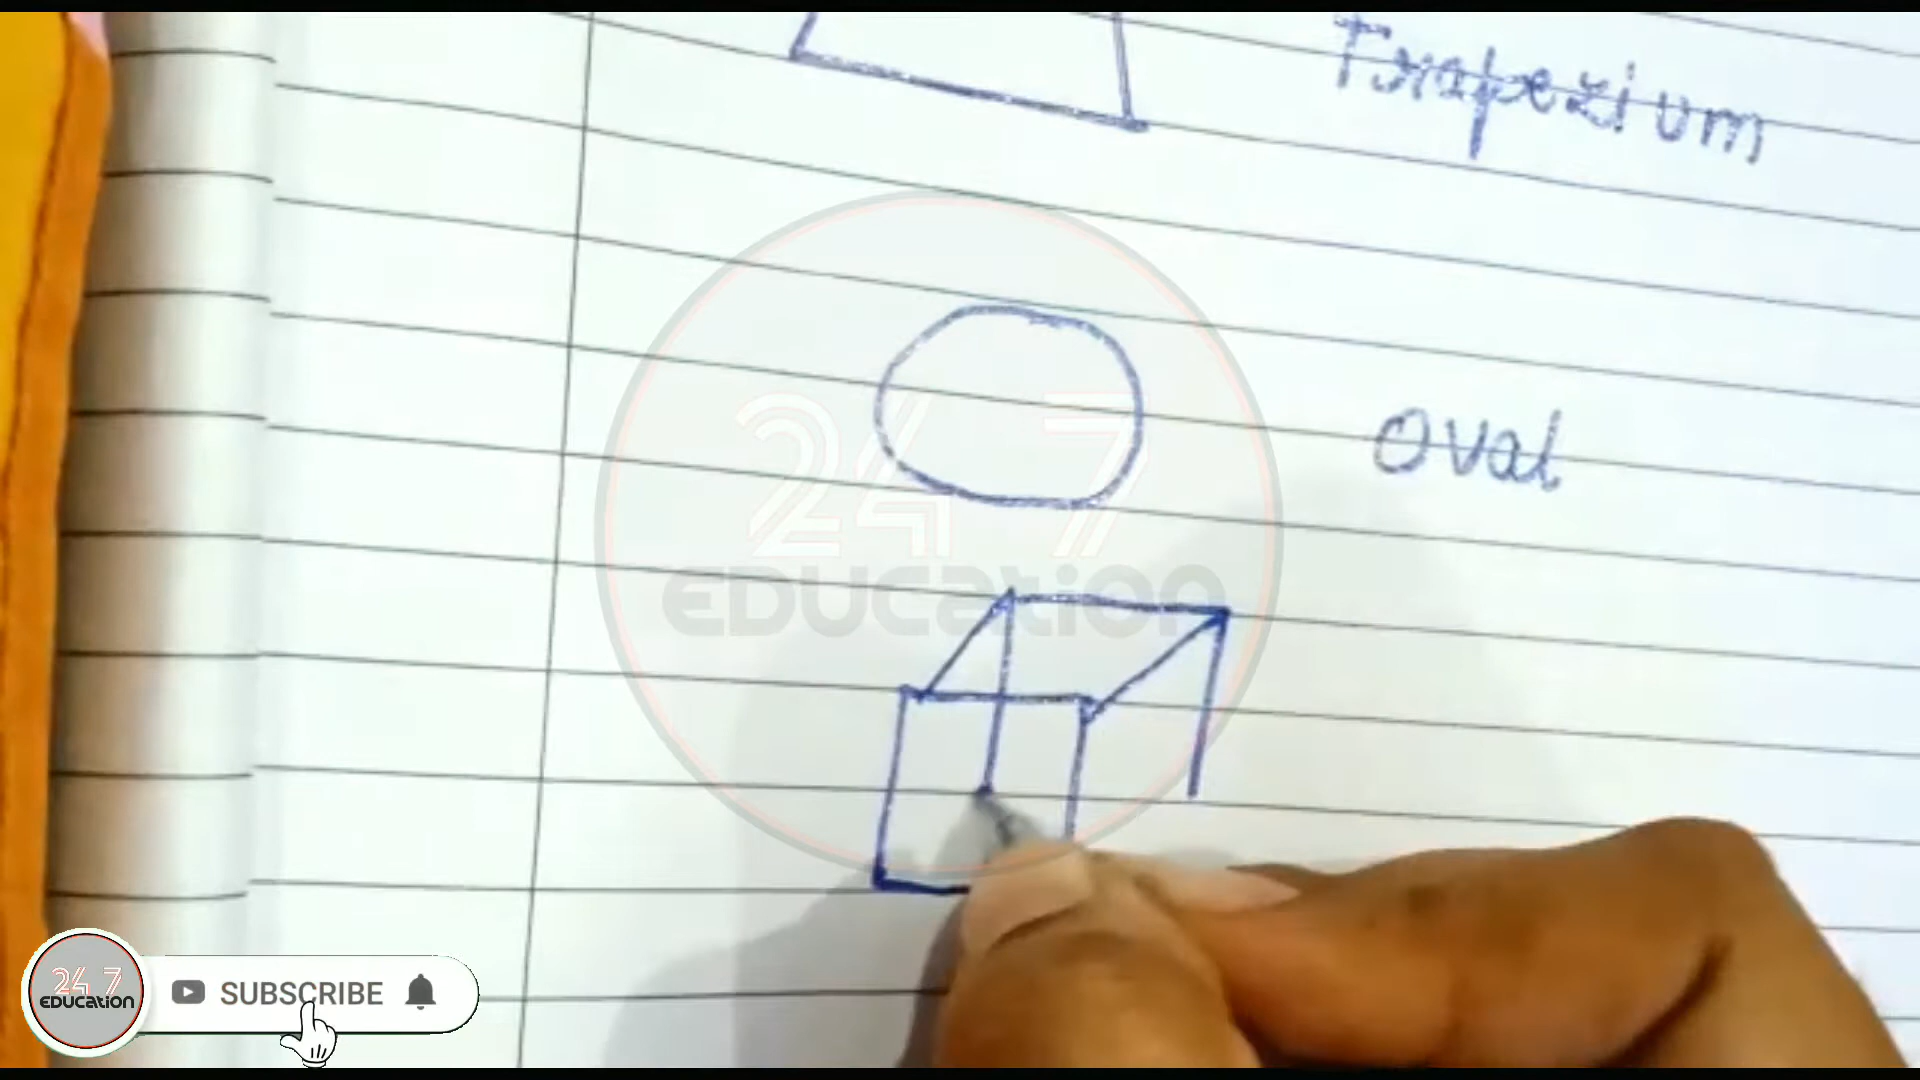 Trapezium
oval
24 7
EDUCATION
24 7
EDUCATION
SUBSCRIBE